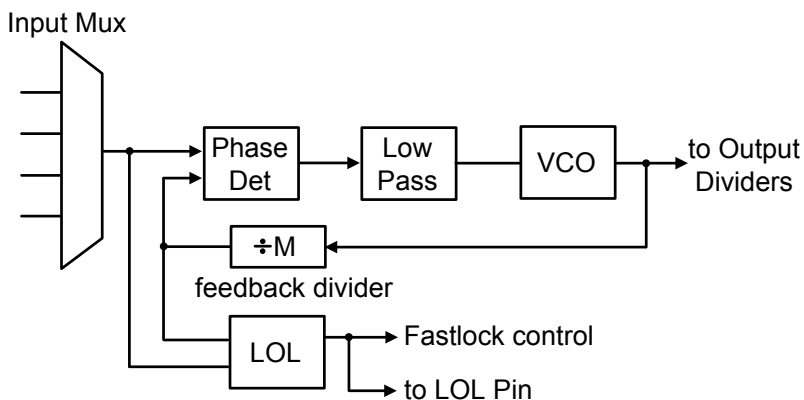 Input Mux
Phase
Det
Low
Pass
VCO
to Output
Dividers
÷M
feedback divider
LOL
Fastlock control
to LOL Pin